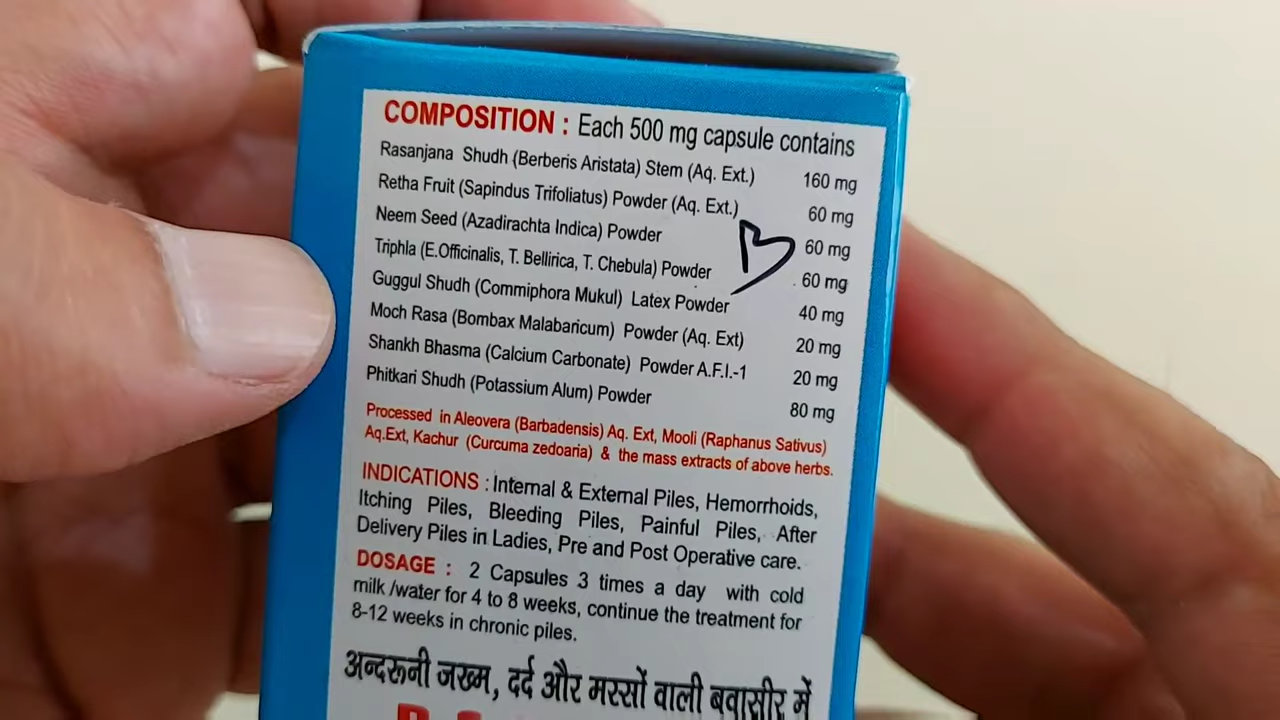 COMPOSITION : Each 500 mg capsule contains
Rasanjana Shudh (Berberis Aristata) Stem (Aq. Ext.) 160 mg
Retha Fruit (Sapindus Trifoliatus) Powder (Aq. Ext.) 60 mg
Neem Seed (Azadirachta Indica) Powder 60 mg
Triphla (E.Officinalis, T. Bellirica, T. Chebula) Powder 60 mg
Guggul Shudh (Commiphora Mukul) Latex Powder 40 mg
Moch Rasa (Bombax Malabaricum) Powder (Aq. Ext) 20 mg
Shankh Bhasma (Calcium Carbonate) Powder A.F.I.-1 20 mg
Phitkari Shudh (Potassium Alum) Powder 80 mg
Processed in Aleovera (Barbadensis) Aq. Ext, Mooli (Raphanus Sativus)
Aq.Ext, Kachur (Curcuma zedoaria) & the mass extracts of above herbs.
INDICATIONS : Internal & External Piles, Hemorrhoids,
Itching Piles, Bleeding Piles, Painful Piles, After
Delivery Piles in Ladies, Pre and Post Operative care.
DOSAGE : 2 Capsules 3 times a day with cold
milk /water for 4 to 8 weeks, continue the treatment for
8-12 weeks in chronic piles.
अन्दरूनी जख्म, दर्द और मस्सों वाली बवासीर में